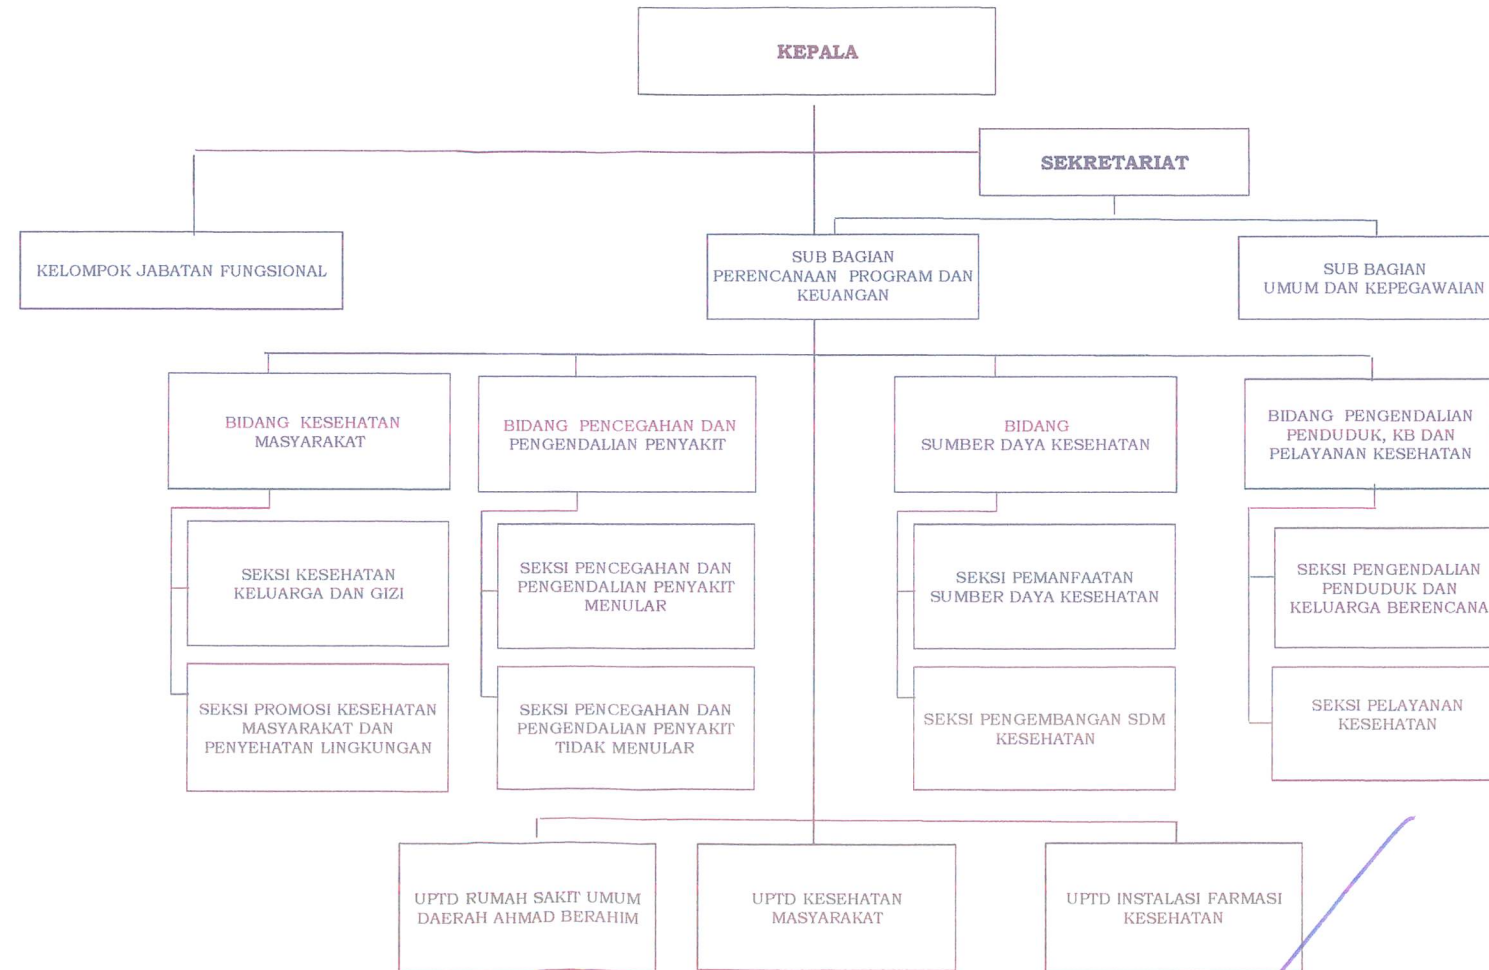 KEPALA
SEKRETARIAT
KELOMPOK JABATAN FUNGSIONAL
SUB BAGIAN
PERENCANAAN PROGRAM DAN
KEUANGAN
SUB BAGIAN
UMUM DAN KEPEGAWAIAN
BIDANG KESEHATAN
MASYARAKAT
BIDANG PENCEGAHAN DAN
PENGENDALIAN PENYAKIT
BIDANG
SUMBER DAYA KESEHATAN
BIDANG PENGENDALIAN
PENDUDUK, KB DAN
PELAYANAN KESEHATAN
SEKSI KESEHATAN
KELUARGA DAN GIZI
SEKSI PENCEGAHAN DAN
PENGENDALIAN PENYAKIT
MENULAR
SEKSI PEMANFAATAN
SUMBER DAYA KESEHATAN
SEKSI PENGENDALIAN
PENDUDUK DAN
KELUARGA BERENCANA
SEKSI PROMOSI KESEHATAN
MASYARAKAT DAN
PENYEHATAN LINGKUNGAN
SEKSI PENCEGAHAN DAN
PENGENDALIAN PENYAKIT
TIDAK MENULAR
SEKSI PENGEMBANGAN SDM
KESEHATAN
SEKSI PELAYANAN
KESEHATAN
UPTD RUMAH SAKIT UMUM
DAERAH AHMAD BERAHIM
UPTD KESEHATAN
MASYARAKAT
UPTD INSTALASI FARMASI
KESEHATAN